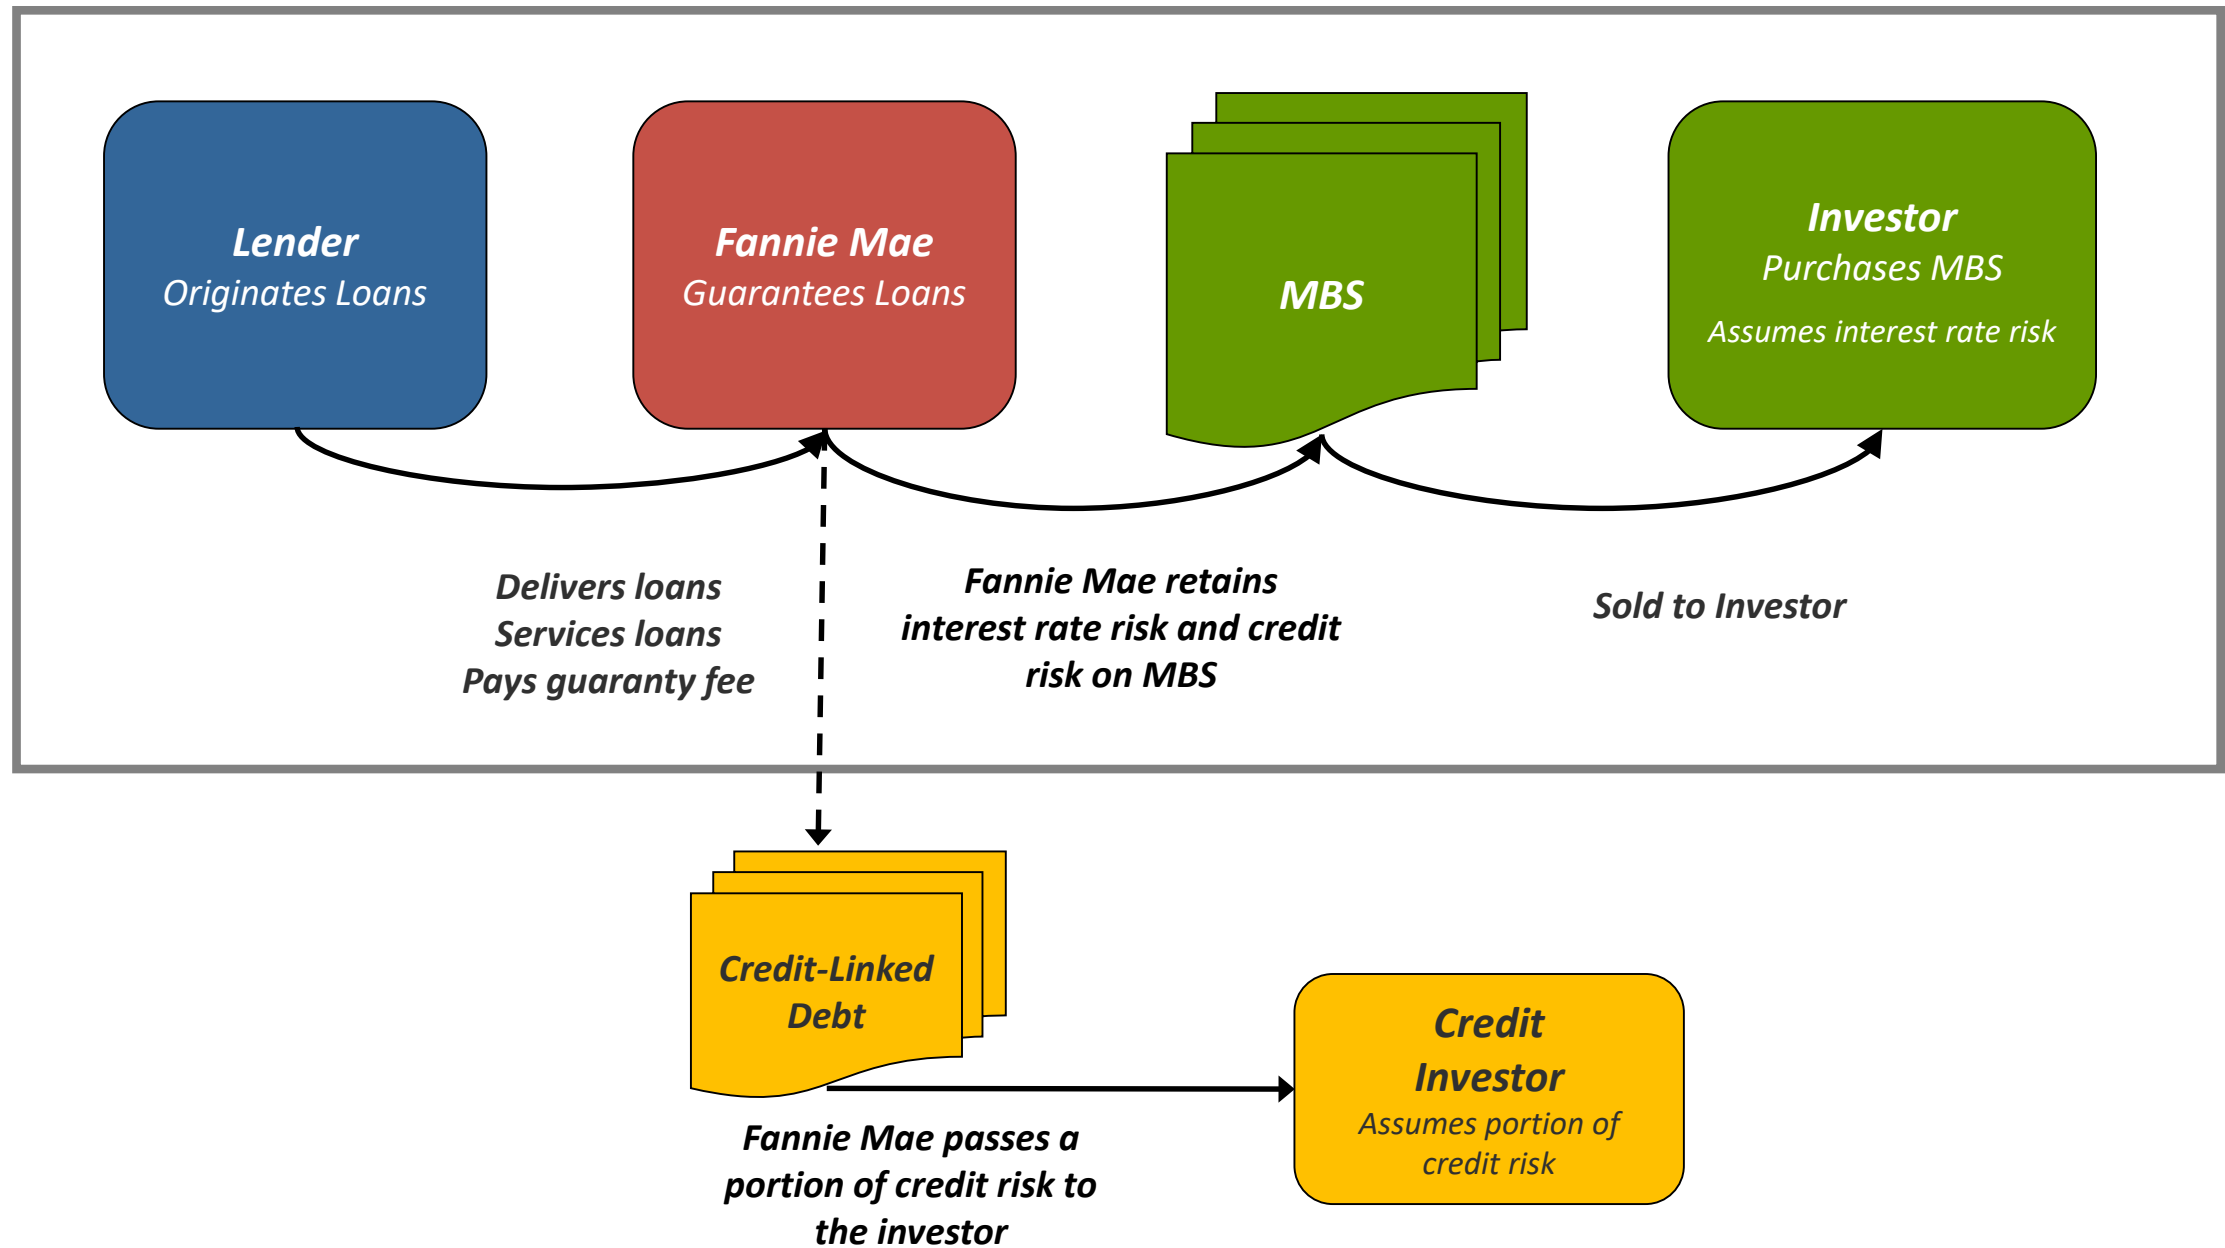 Lender
Originates Loans
Fannie Mae
Guarantees Loans
MBS
Investor
Purchases MBS
Assumes interest rate risk
Delivers loans
Services loans
Pays guaranty fee
Fannie Mae retains
interest rate risk and credit
risk on MBS
Sold to Investor
Credit-Linked
Debt
Credit
Investor
Assumes portion of
credit risk
Fannie Mae passes a
portion of credit risk to
the investor